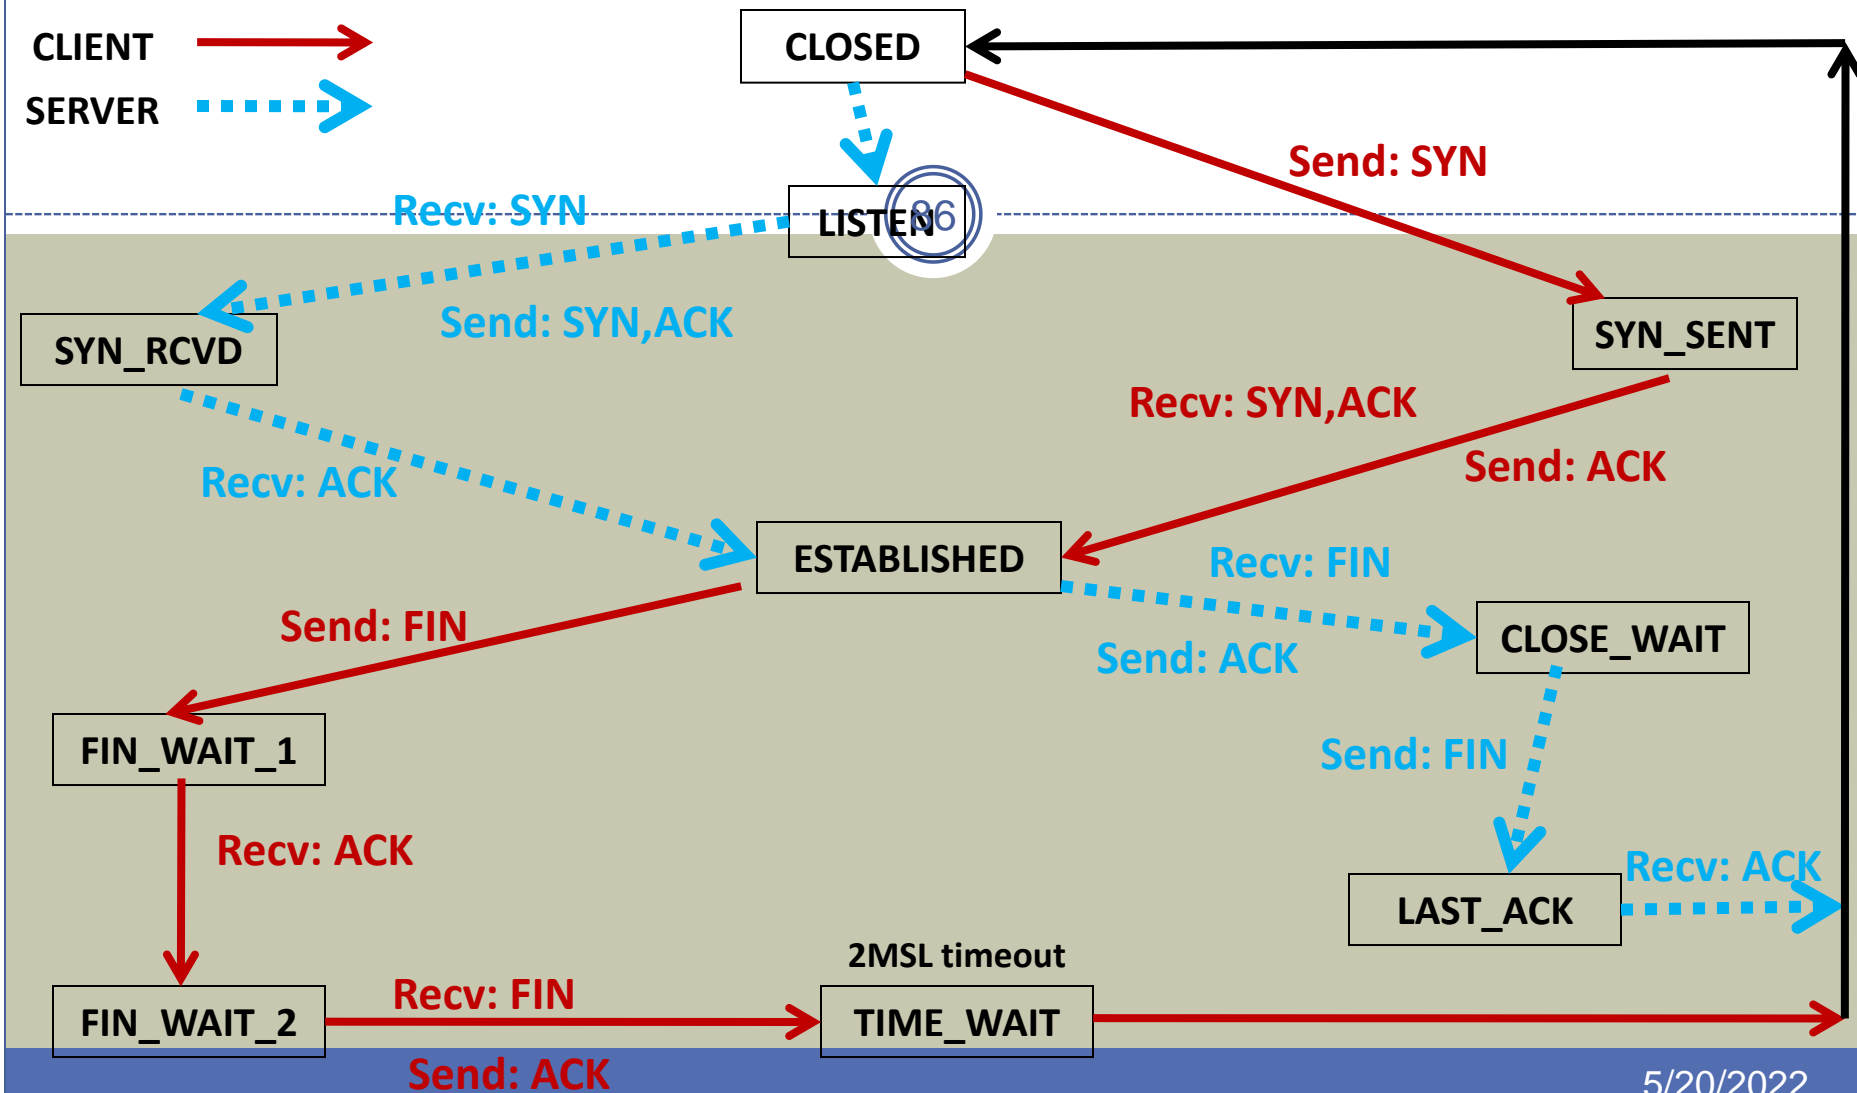 CLIENT
CLOSED
SERVER
Send: SYN
Recv: SYN
LISTEN
86
Send: SYN,ACK
SYN_RCVD
SYN_SENT
Recv: SYN,ACK
Send: ACK
Recv: ACK
ESTABLISHED
Recv: FIN
Send: FIN
CLOSE_WAIT
Send: ACK
FIN_WAIT_1
Send: FIN
Recv: ACK
Recv: ACK
LAST_ACK
2MSL timeout
Recv: FIN
FIN_WAIT_2
TIME_WAIT
Send: ACK
5/20/2022